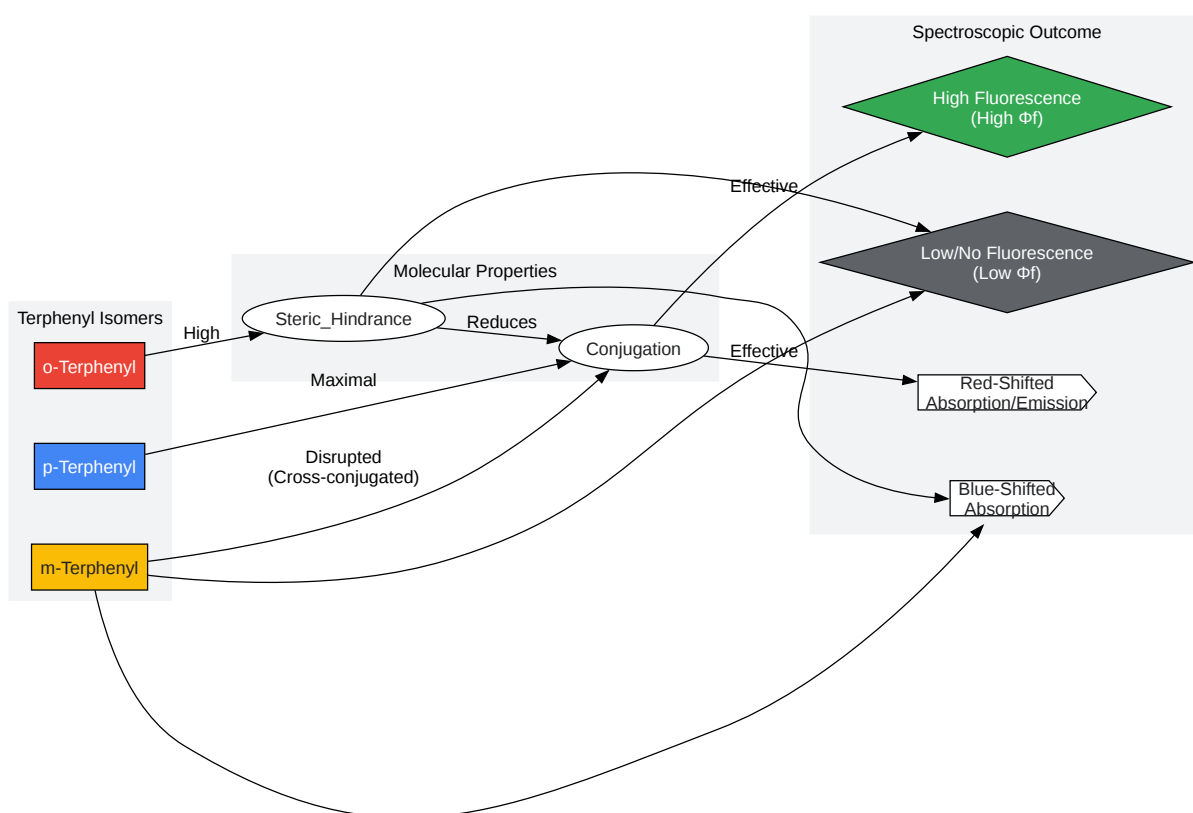 Spectroscopic Outcome
High Fluorescence
(High Φf)
Effective
Low/No Fluorescence
(Low Φf)
Molecular Properties
Terphenyl Isomers
Steric_Hindrance
High
Reduces
Conjugation
Effective
o-Terphenyl
Maximal
Red-Shifted
Absorption/Emission
p-Terphenyl
Disrupted
(Cross-conjugated)
Blue-Shifted
Absorption
m-Terphenyl